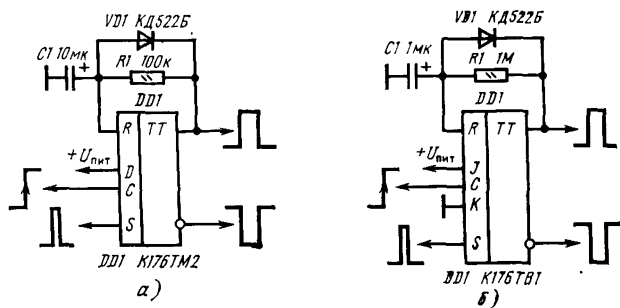 VD1 КД522Б
C1 10мк +
R1 100к
DD1
R TT
+Uпит
D
C
S
DD1 К176ТМ2
а)
VD1 КД522Б
C1 1мк +
R1 1М
DD1
R TT
+Uпит
J
C
K
S
DD1 К176ТВ1
б)